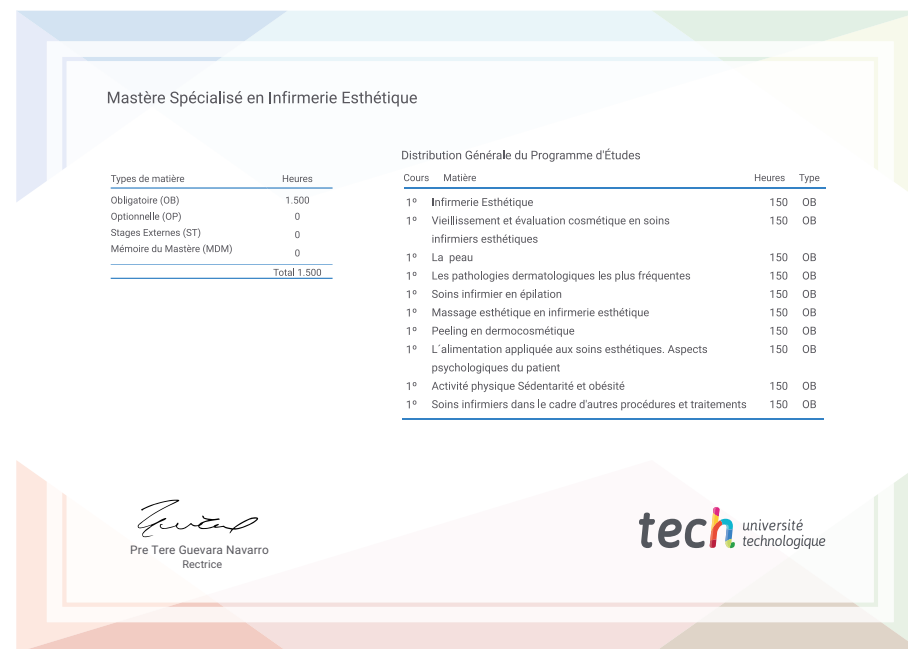 Mastère Spécialisé en Infirmerie Esthétique
Types de matière Heures
Obligatoire (OB) 1.500
Optionnelle (OP) 0
Stages Externes (ST) 0
Mémoire du Mastère (MDM) 0
Total 1.500
Distribution Générale du Programme d'Études
Cours Matière Heures Type
1º Infirmerie Esthétique 150 OB
1º Vieillissement et évaluation cosmétique en soins 150 OB
infirmiers esthétiques
1º La peau 150 OB
1º Les pathologies dermatologiques les plus fréquentes 150 OB
1º Soins infirmier en épilation 150 OB
1º Massage esthétique en infirmerie esthétique 150 OB
1º Peeling en dermocosmétique 150 OB
1º L´alimentation appliquée aux soins esthétiques. Aspects 150 OB
psychologiques du patient
1º Activité physique Sédentarité et obésité 150 OB
1º Soins infirmiers dans le cadre d'autres procédures et traitements 150 OB
Pre Tere Guevara Navarro
Rectrice
tech université
technologique